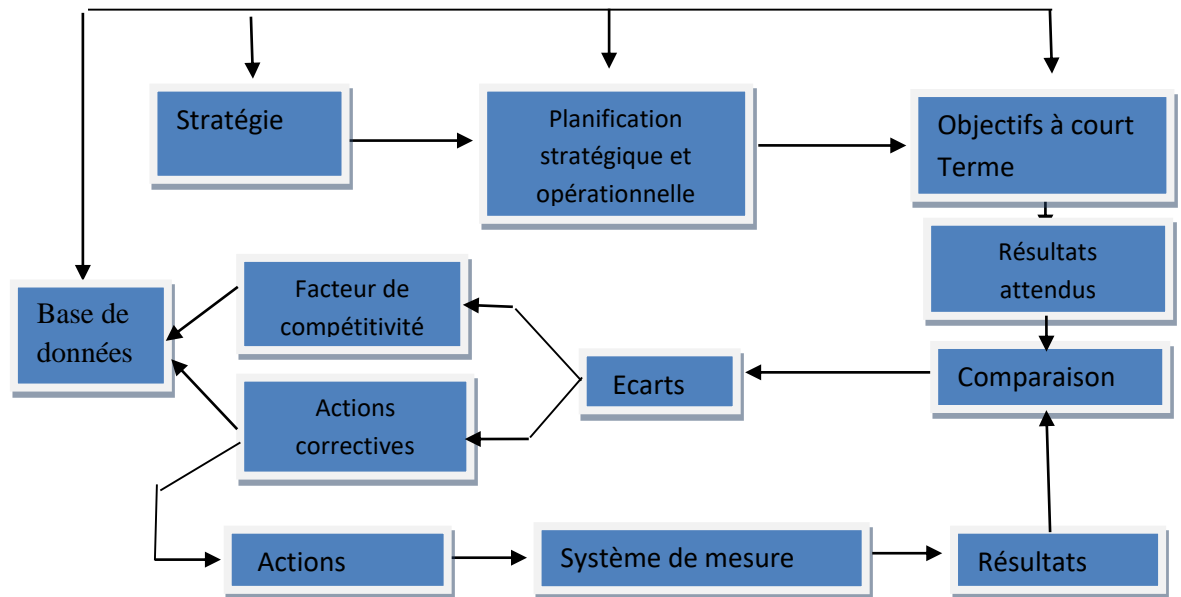 Stratégie
Planification
stratégique et
opérationnelle
Objectifs à court
Terme
Résultats
attendus
Facteur de
compétitivité
Base de
données
Comparaison
Ecarts
Actions
correctives
Actions
Système de mesure
Résultats